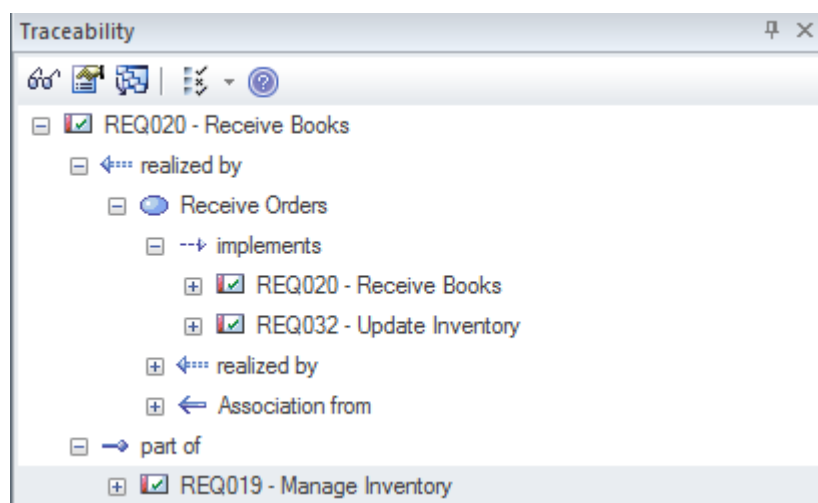 Traceability
REQ020 - Receive Books
realized by
Receive Orders
implements
REQ020 - Receive Books
REQ032 - Update Inventory
realized by
Association from
part of
REQ019 - Manage Inventory